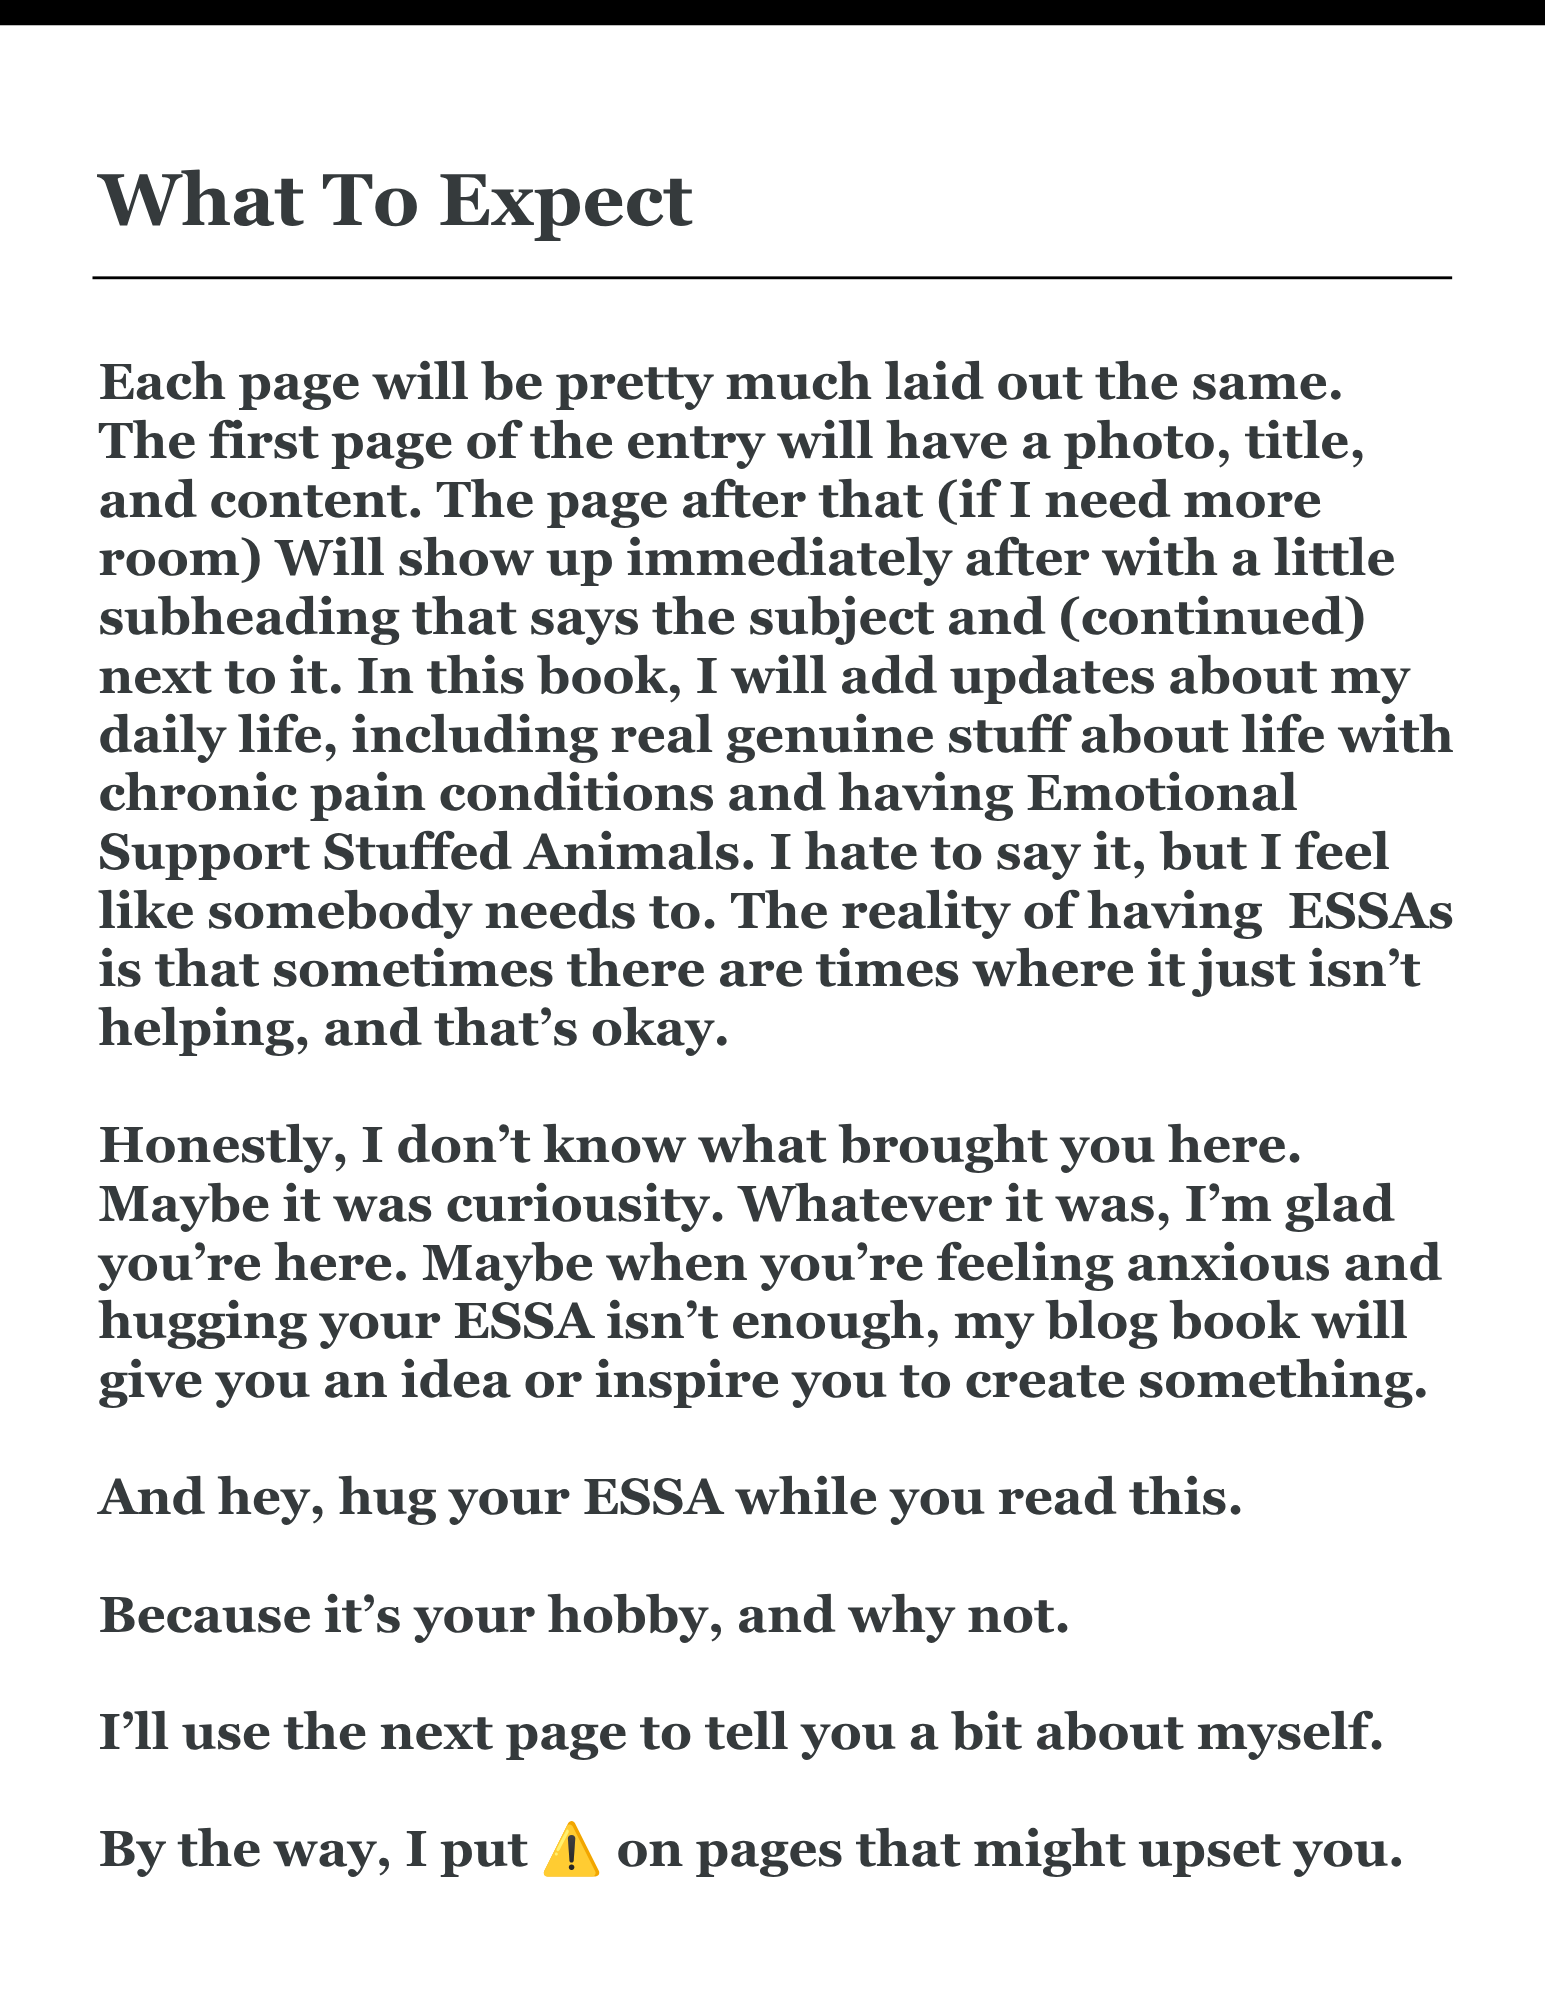 What To Expect
Each page will be pretty much laid out the same.
The first page of the entry will have a photo, title,
and content. The page after that (if I need more
room) Will show up immediately after with a little
subheading that says the subject and (continued)
next to it. In this book, I will add updates about my
daily life, including real genuine stuff about life with
chronic pain conditions and having Emotional
Support Stuffed Animals. I hate to say it, but I feel
like somebody needs to. The reality of having  ESSAs
is that sometimes there are times where it just isn’t
helping, and that’s okay.
Honestly, I don’t know what brought you here.
Maybe it was curiousity. Whatever it was, I’m glad
you’re here. Maybe when you’re feeling anxious and
hugging your ESSA isn’t enough, my blog book will
give you an idea or inspire you to create something.
And hey, hug your ESSA while you read this.
Because it’s your hobby, and why not.
I’ll use the next page to tell you a bit about myself.
By the way, I put ⚠️ on pages that might upset you.